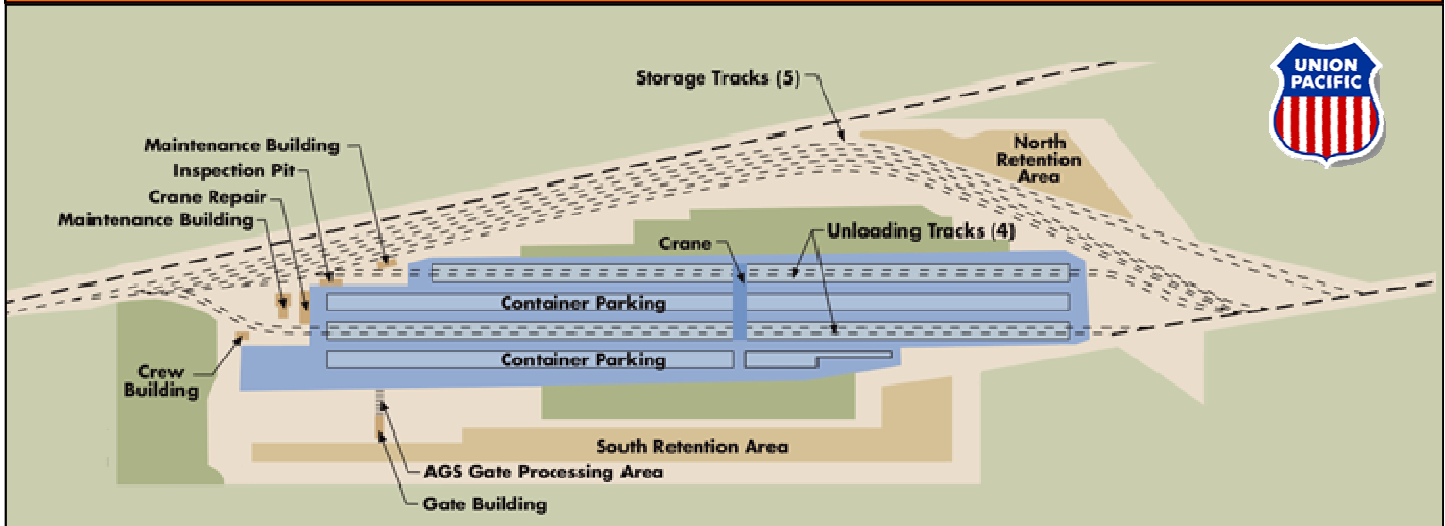 UNION
PACIFIC
Storage Tracks (5)
North
Retention
Area
Maintenance Building
Inspection Pit
Crane Repair
Maintenance Building
Crane
Unloading Tracks (4)
Container Parking
Container Parking
Crew
Building
South Retention Area
AGS Gate Processing Area
Gate Building